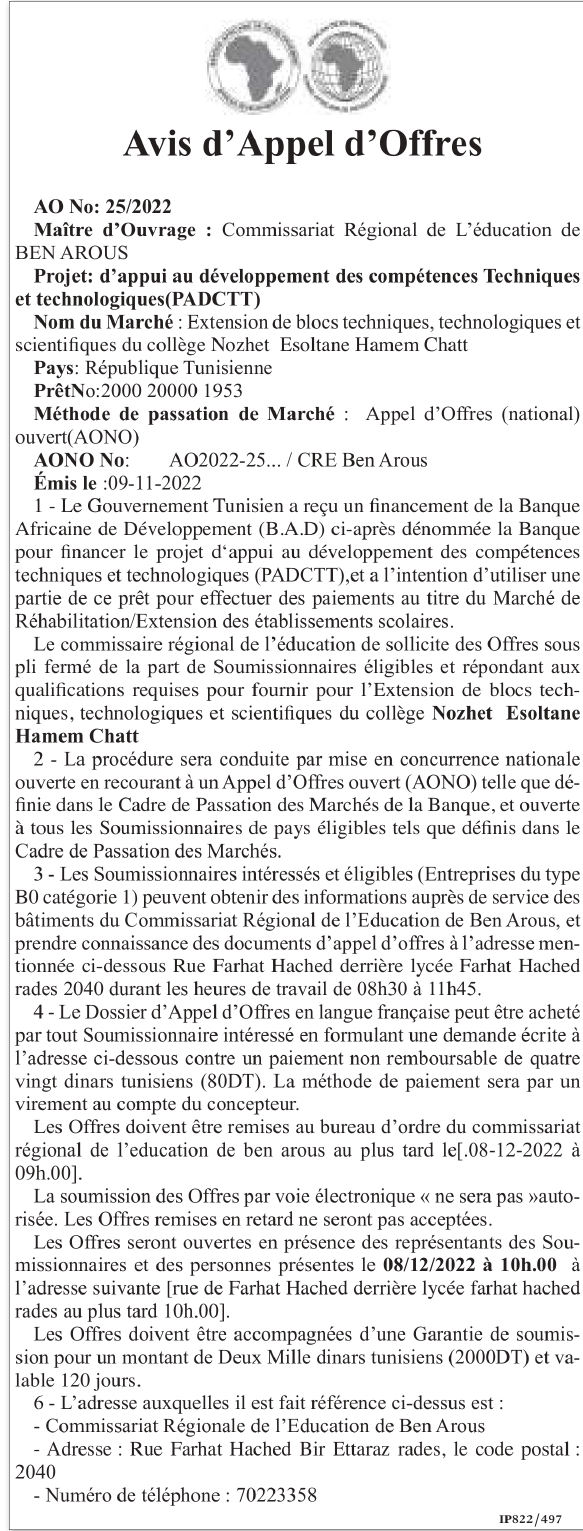 Avis d’Appel d’Offres
AO No: 25/2022
Maître d’Ouvrage : Commissariat Régional de L’éducation de
BEN AROUS
Projet: d’appui au développement des compétences Techniques
et technologiques(PADCTT)
Nom du Marché : Extension de blocs techniques, technologiques et
scientifiques du collège Nozhet Esoltane Hamem Chatt
Pays: République Tunisienne
PrêtNo:2000 20000 1953
Méthode de passation de Marché : Appel d’Offres (national)
ouvert(AONO)
AONO No: AO2022-25... / CRE Ben Arous
Émis le :09-11-2022
1 - Le Gouvernement Tunisien a reçu un financement de la Banque
Africaine de Développement (B.A.D) ci-après dénommée la Banque
pour financer le projet d‘appui au développement des compétences
techniques et technologiques (PADCTT),et a l’intention d’utiliser une
partie de ce prêt pour effectuer des paiements au titre du Marché de
Réhabilitation/Extension des établissements scolaires.
Le commissaire régional de l’éducation de sollicite des Offres sous
pli fermé de la part de Soumissionnaires éligibles et répondant aux
qualifications requises pour fournir pour l’Extension de blocs tech-
niques, technologiques et scientifiques du collège Nozhet Esoltane
Hamem Chatt
2 - La procédure sera conduite par mise en concurrence nationale
ouverte en recourant à un Appel d’Offres ouvert (AONO) telle que dé-
finie dans le Cadre de Passation des Marchés de la Banque, et ouverte
à tous les Soumissionnaires de pays éligibles tels que définis dans le
Cadre de Passation des Marchés.
3 - Les Soumissionnaires intéressés et éligibles (Entreprises du type
B0 catégorie 1) peuvent obtenir des informations auprès de service des
bâtiments du Commissariat Régional de l’Education de Ben Arous, et
prendre connaissance des documents d’appel d’offres à l’adresse men-
tionnée ci-dessous Rue Farhat Hached derrière lycée Farhat Hached
rades 2040 durant les heures de travail de 08h30 à 11h45.
4 - Le Dossier d’Appel d’Offres en langue française peut être acheté
par tout Soumissionnaire intéressé en formulant une demande écrite à
l’adresse ci-dessous contre un paiement non remboursable de quatre
vingt dinars tunisiens (80DT). La méthode de paiement sera par un
virement au compte du concepteur.
Les Offres doivent être remises au bureau d’ordre du commissariat
régional de l’education de ben arous au plus tard le[.08-12-2022 à
09h.00].
La soumission des Offres par voie électronique « ne sera pas »auto-
risée. Les Offres remises en retard ne seront pas acceptées.
Les Offres seront ouvertes en présence des représentants des Sou-
missionnaires et des personnes présentes le 08/12/2022 à 10h.00 à
l’adresse suivante [rue de Farhat Hached derrière lycée farhat hached
rades au plus tard 10h.00].
Les Offres doivent être accompagnées d’une Garantie de soumis-
sion pour un montant de Deux Mille dinars tunisiens (2000DT) et va-
lable 120 jours.
6 - L’adresse auxquelles il est fait référence ci-dessus est :
- Commissariat Régionale de l’Education de Ben Arous
- Adresse : Rue Farhat Hached Bir Ettaraz rades, le code postal :
2040
- Numéro de téléphone : 70223358
IP822/497